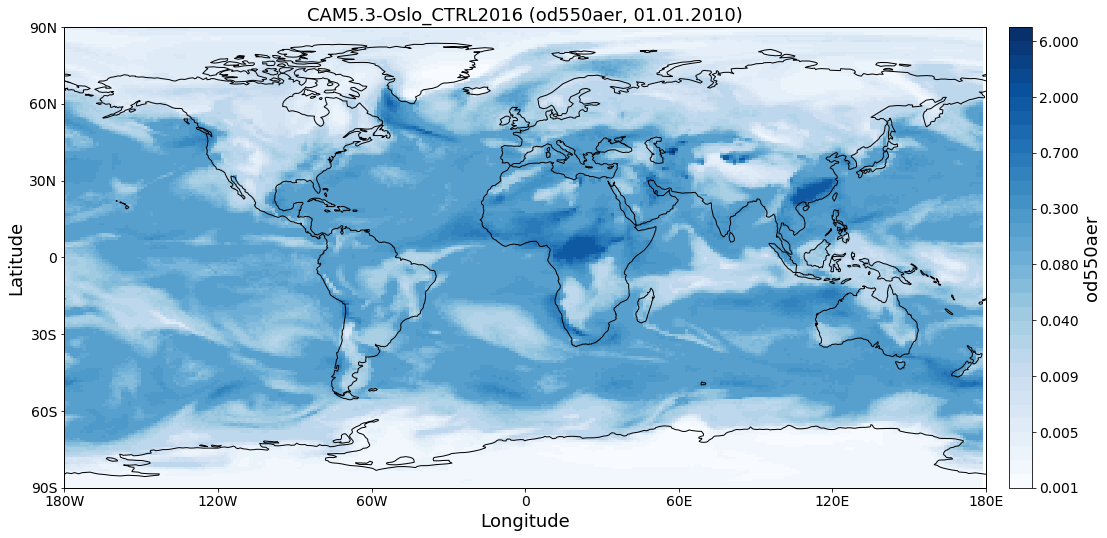 CAM5.3-Oslo_CTRL2016 (od550aer, 01.01.2010)
90N
60N
30N
0
30S
60S
90S
Latitude
180W
120W
60W
0
60E
120E
180E
Longitude
6.000
2.000
0.700
0.300
0.080
0.040
0.009
0.005
0.001
od550aer